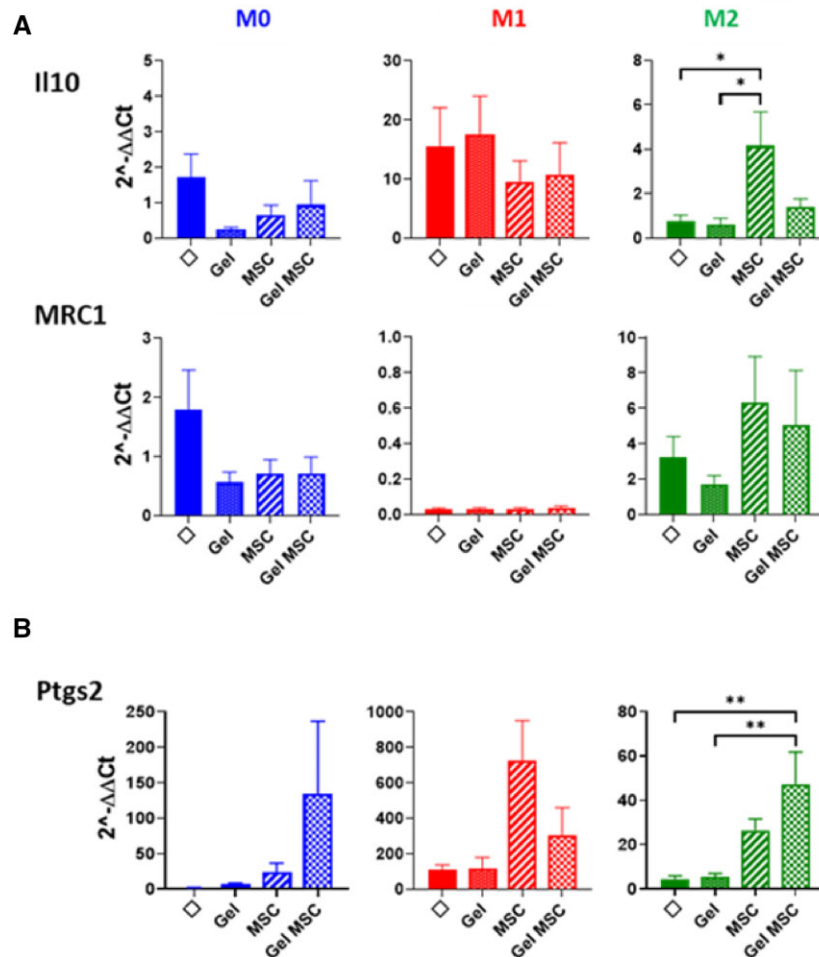 A
M0 M1 M2
Il10
2^-ΔΔCt
5
4
3
2
1
0
◇ Gel MSC Gel MSC
30
20
10
0
◇ Gel MSC Gel MSC
* 
*
8
6
4
2
0
◇ Gel MSC Gel MSC
MRC1
2^-ΔΔCt
3
2
1
0
◇ Gel MSC Gel MSC
1.0
0.8
0.6
0.4
0.2
0.0
◇ Gel MSC Gel MSC
10
8
6
4
2
0
◇ Gel MSC Gel MSC
B
Ptgs2
2^-ΔΔCt
250
200
150
100
50
0
◇ Gel MSC Gel MSC
1000
800
600
400
200
0
◇ Gel MSC Gel MSC
**
**
80
60
40
20
0
◇ Gel MSC Gel MSC